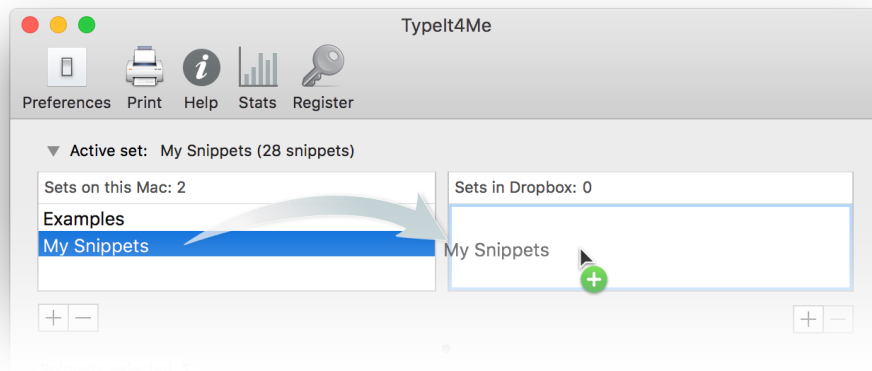 TypeIt4Me
Preferences Print Help Stats Register
Active set: My Snippets (28 snippets)
Sets on this Mac: 2
Examples
My Snippets
Sets in Dropbox: 0
My Snippets